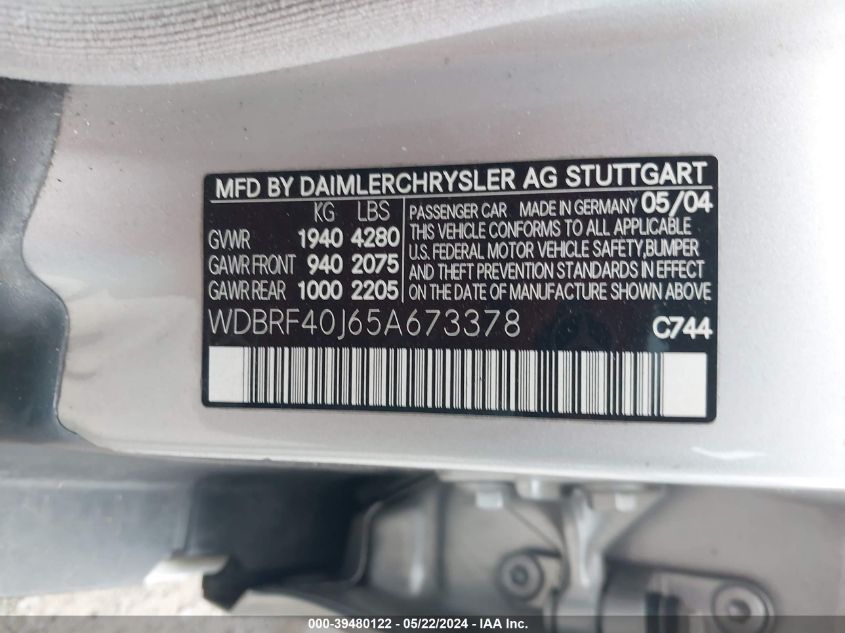 MFD BY DAIMLERCHRYSLER AG STUTTGART
KG LBS
GVWR 1940 4280
GAWR FRONT 940 2075
GAWR REAR 1000 2205
PASSENGER CAR MADE IN GERMANY 05/04
THIS VEHICLE CONFORMS TO ALL APPLICABLE
U.S. FEDERAL MOTOR VEHICLE SAFETY,BUMPER
AND THEFT PREVENTION STANDARDS IN EFFECT
ON THE DATE OF MANUFACTURE SHOWN ABOVE
WDBRF40J65A673378 C744
000-39480122 - 05/22/2024 - IAA Inc.